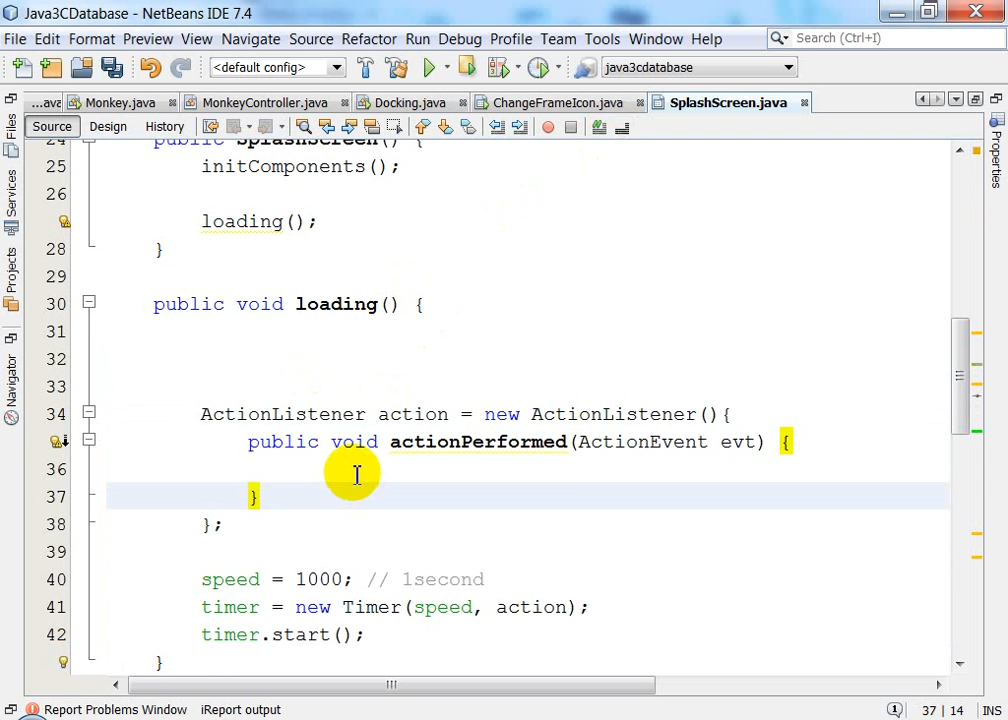 Java3CDatabase - NetBeans IDE 7.4
File Edit Format Preview View Navigate Source Refactor Run Debug Profile Team Tools Window Help
Search (Ctrl+I)
<default config>
java3cdatabase
...ava Monkey.java MonkeyController.java Docking.java ChangeFrameIcon.java SplashScreen.java
Source Design History
Files
Services
Projects
Navigator
Properties
24 public SplashScreen() {
25 initComponents();
26
loading();
28 }
29
30 public void loading() {
31
32
33
34 ActionListener action = new ActionListener(){
public void actionPerformed(ActionEvent evt) {
36
37 }
38 };
39
40 speed = 1000; // 1second
41 timer = new Timer(speed, action);
42 timer.start();
}
Report Problems Window iReport output
37 | 14 INS